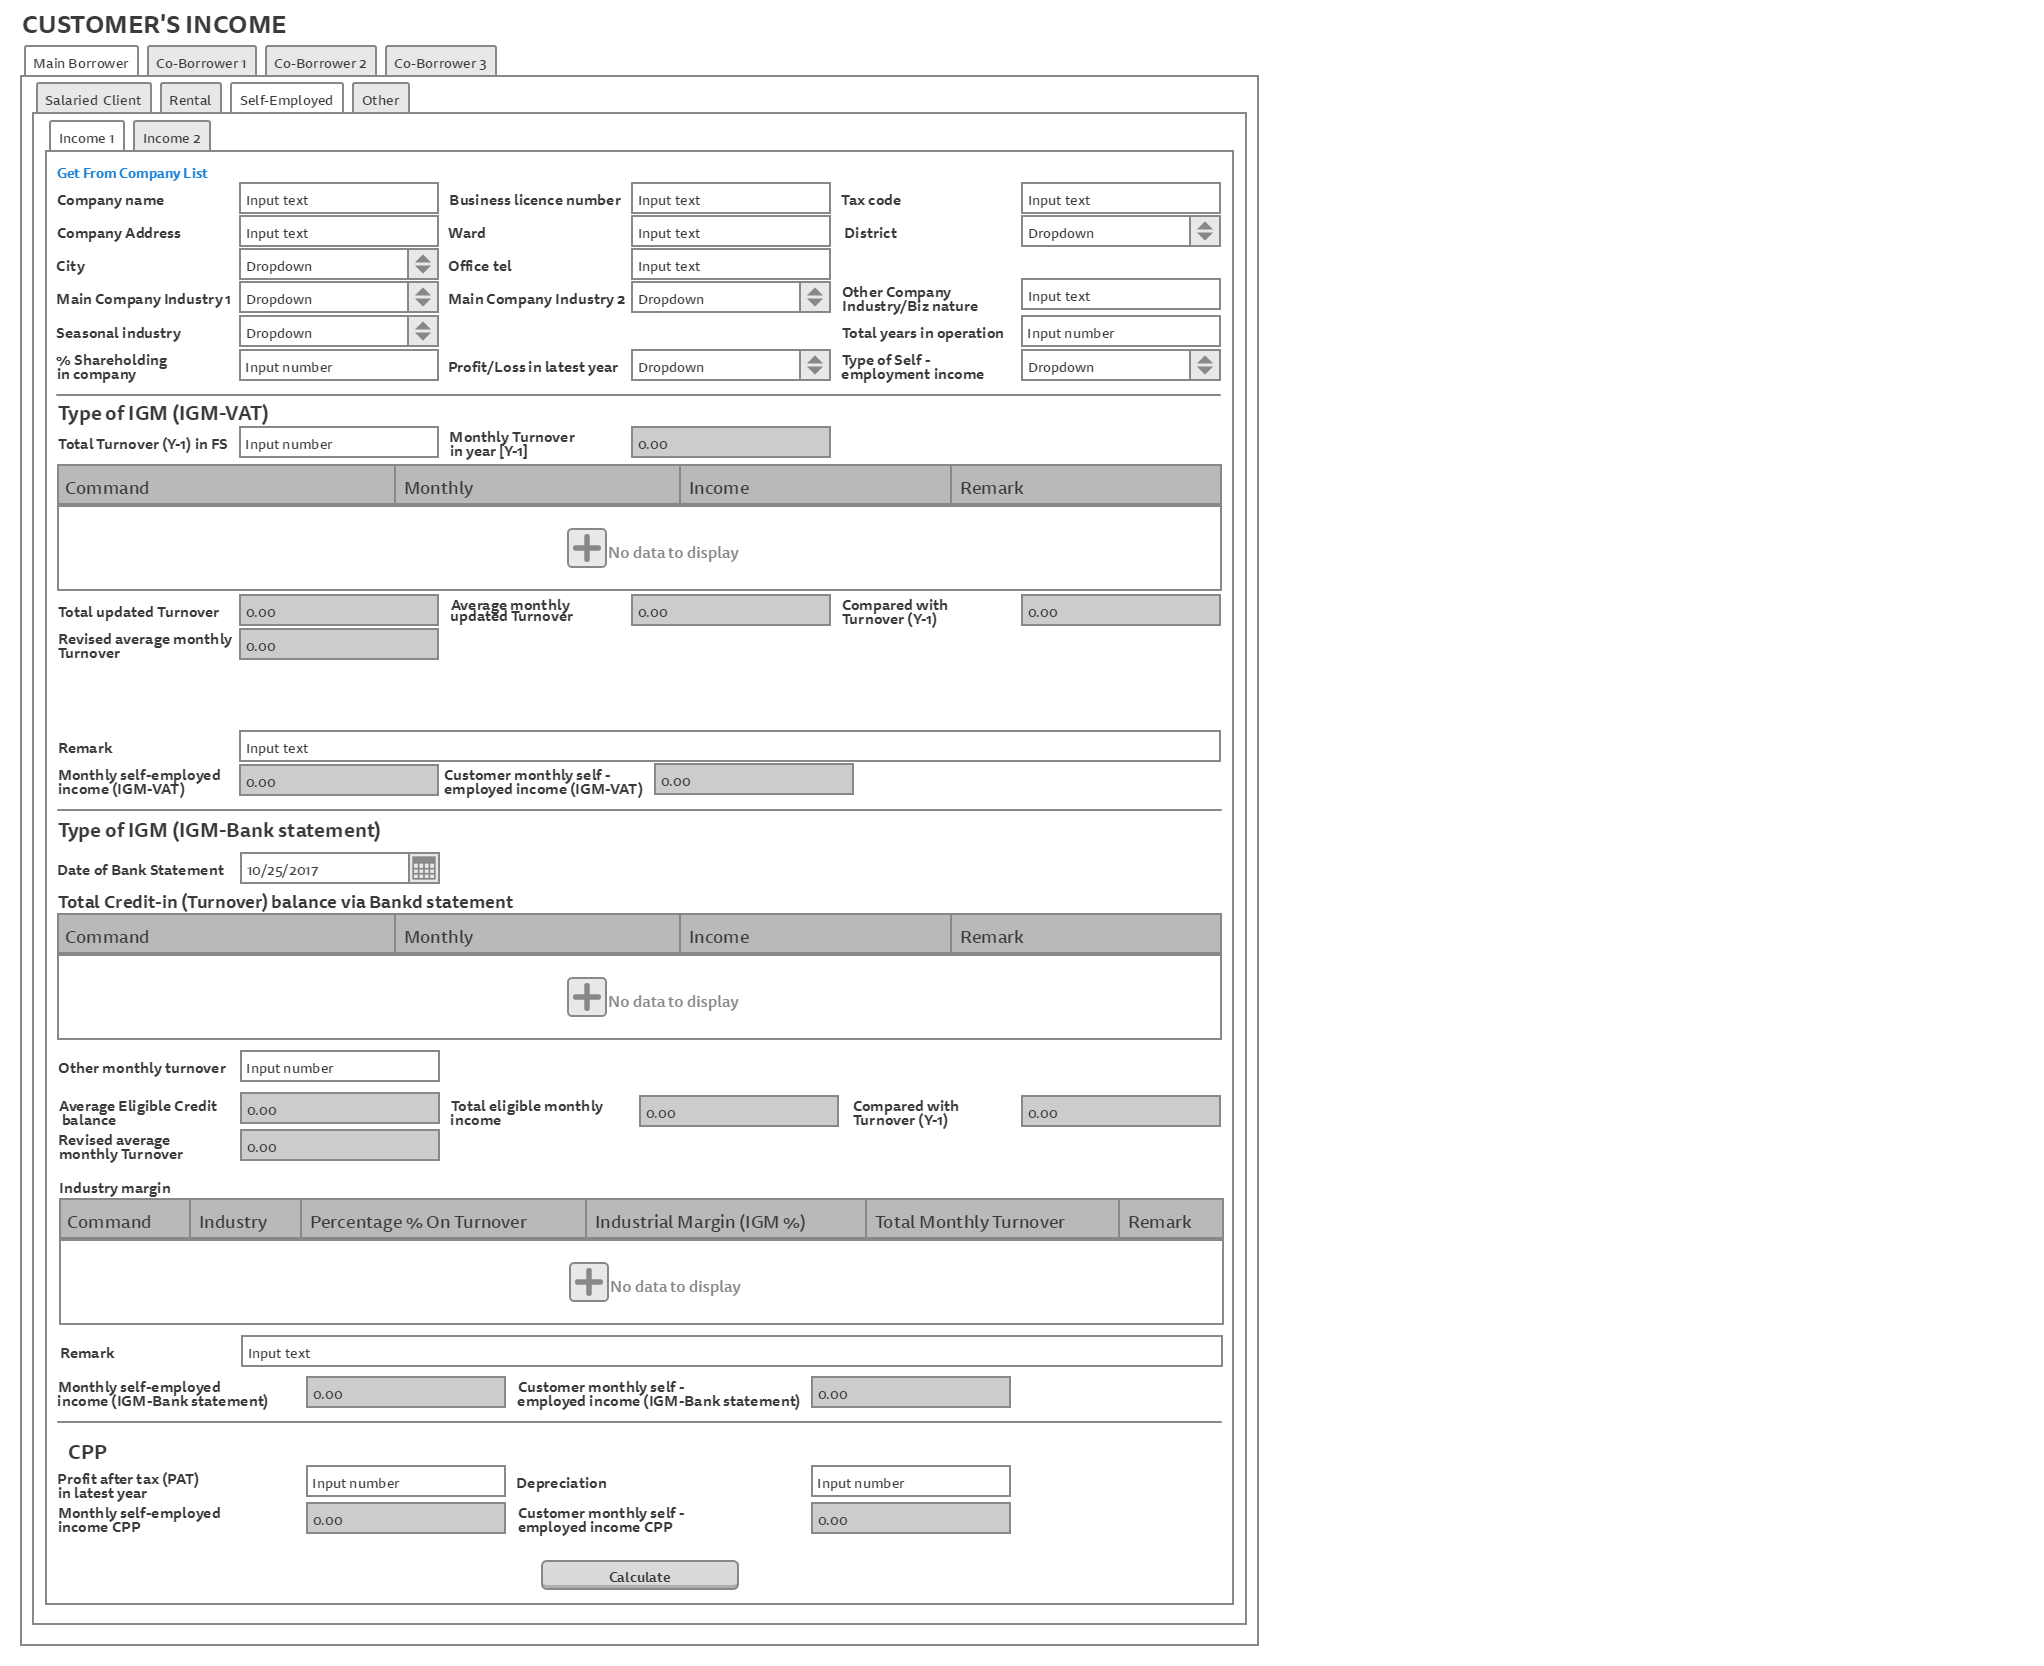 CUSTOMER'S INCOME
Main Borrower Co-Borrower 1 Co-Borrower 2 Co-Borrower 3
Salaried Client Rental Self-Employed Other
Income 1 Income 2
Get From Company List
Company name Input text Business licence number Input text Tax code Input text
Company Address Input text Ward Input text District Dropdown
City Dropdown Office tel Input text
Main Company Industry 1 Dropdown Main Company Industry 2 Dropdown Other Company
Industry/Biz nature Input text
Seasonal industry Dropdown Total years in operation Input number
% Shareholding
in company Input number Profit/Loss in latest year Dropdown Type of Self -
employment income Dropdown
Type of IGM (IGM-VAT)
Total Turnover (Y-1) in FS Input number Monthly Turnover
in year [Y-1] 0.00
Command Monthly Income Remark
No data to display
Total updated Turnover 0.00 Average monthly
updated Turnover 0.00 Compared with
Turnover (Y-1) 0.00
Revised average monthly
Turnover 0.00
Remark Input text
Monthly self-employed
income (IGM-VAT) 0.00 Customer monthly self -
employed income (IGM-VAT) 0.00
Type of IGM (IGM-Bank statement)
Date of Bank Statement 10/25/2017
Total Credit-in (Turnover) balance via Bankd statement
Command Monthly Income Remark
No data to display
Other monthly turnover Input number
Average Eligible Credit
balance 0.00 Total eligible monthly
income 0.00 Compared with
Turnover (Y-1) 0.00
Revised average
monthly Turnover 0.00
Industry margin
Command Industry Percentage % On Turnover Industrial Margin (IGM %) Total Monthly Turnover Remark
No data to display
Remark Input text
Monthly self-employed
income (IGM-Bank statement) 0.00 Customer monthly self -
employed income (IGM-Bank statement) 0.00
CPP
Profit after tax (PAT)
in latest year Input number Depreciation Input number
Monthly self-employed
income CPP 0.00 Customer monthly self -
employed income CPP 0.00
Calculate